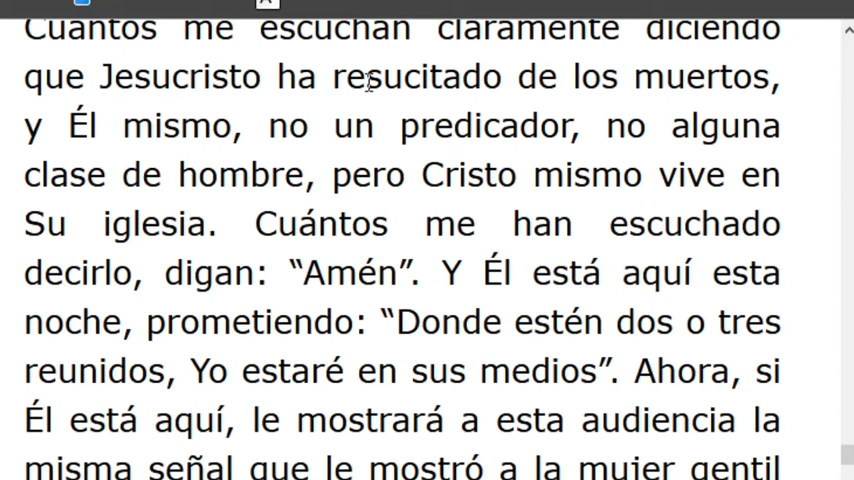 Cuántos me escuchan claramente diciendo
que Jesucristo ha resucitado de los muertos,
y Él mismo, no un predicador, no alguna
clase de hombre, pero Cristo mismo vive en
Su iglesia. Cuántos me han escuchado
decirlo, digan: “Amén”. Y Él está aquí esta
noche, prometiendo: “Donde estén dos o tres
reunidos, Yo estaré en sus medios”. Ahora, si
Él está aquí, le mostrará a esta audiencia la
misma señal que le mostró a la mujer gentil